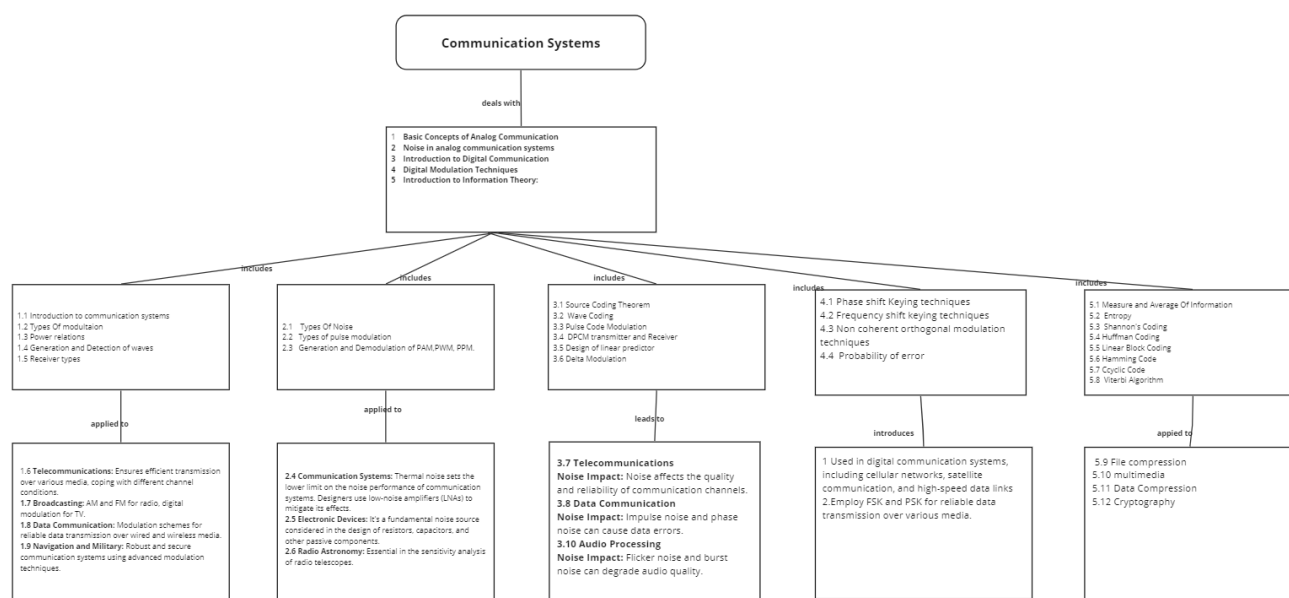 Communication Systems
deals with
1 Basic Concepts of Analog Communication
2 Noise in analog communication systems
3 Introduction to Digital Communication
4 Digital Modulation Techniques
5 Introduction to Information Theory:
includes
includes
includes
includes
includes
1.1 Introduction to communication systems
1.2 Types Of modultaion
1.3 Power relations
1.4 Generation and Detection of waves
1.5 Receiver types
2.1 Types Of Noise
2.2 Types of pulse modulation
2.3 Generation and Demodulation of PAM,PWM, PPM.
3.1 Source Coding Theorem
3.2 Wave Coding
3.3 Pulse Code Modulation
3.4 DPCM transmitter and Receiver
3.5 Design of linear predictor
3.6 Delta Modulation
4.1 Phase shift Keying techniques
4.2 Frequency shift keying techniques
4.3 Non coherent orthogonal modulation
techniques
4.4 Probability of error
5.1 Measure and Average Of Information
5.2 Entropy
5.3 Shannon's Coding
5.4 Huffman Coding
5.5 Linear Block Coding
5.6 Hamming Code
5.7 Ccyclic Code
5.8 Viterbi Algorithm
applied to
applied to
leads to
introduces
appied to
1.6 Telecommunications: Ensures efficient transmission
over various media, coping with different channel
conditions.
1.7 Broadcasting: AM and FM for radio, digital
modulation for TV.
1.8 Data Communication: Modulation schemes for
reliable data transmission over wired and wireless media.
1.9 Navigation and Military: Robust and secure
communication systems using advanced modulation
techniques.
2.4 Communication Systems: Thermal noise sets the
lower limit on the noise performance of communication
systems. Designers use low-noise amplifiers (LNAs) to
mitigate its effects.
2.5 Electronic Devices: It's a fundamental noise source
considered in the design of resistors, capacitors, and
other passive components.
2.6 Radio Astronomy: Essential in the sensitivity analysis
of radio telescopes.
3.7 Telecommunications
Noise Impact: Noise affects the quality
and reliability of communication channels.
3.8 Data Communication
Noise Impact: Impulse noise and phase
noise can cause data errors.
3.10 Audio Processing
Noise Impact: Flicker noise and burst
noise can degrade audio quality.
1 Used in digital communication systems,
including cellular networks, satellite
communication, and high-speed data links
2.Employ FSK and PSK for reliable data
transmission over various media.
5.9 File compression
5.10 multimedia
5.11 Data Compression
5.12 Cryptography